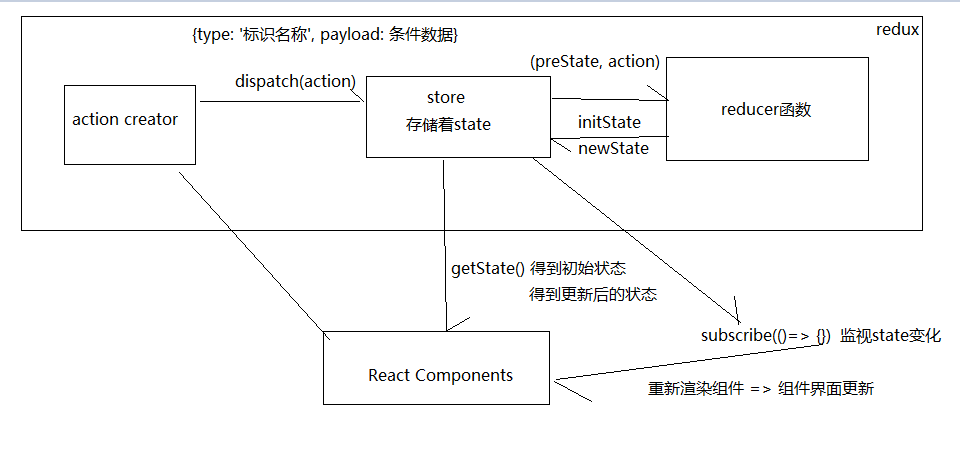 {type: '标识名称', payload: 条件数据}
redux
dispatch(action)
(preState, action)
action creator
store
存储着state
initState
newState
reducer函数
getState() 得到初始状态
得到更新后的状态
subscribe(()=> {}) 监视state变化
React Components
重新渲染组件 => 组件界面更新